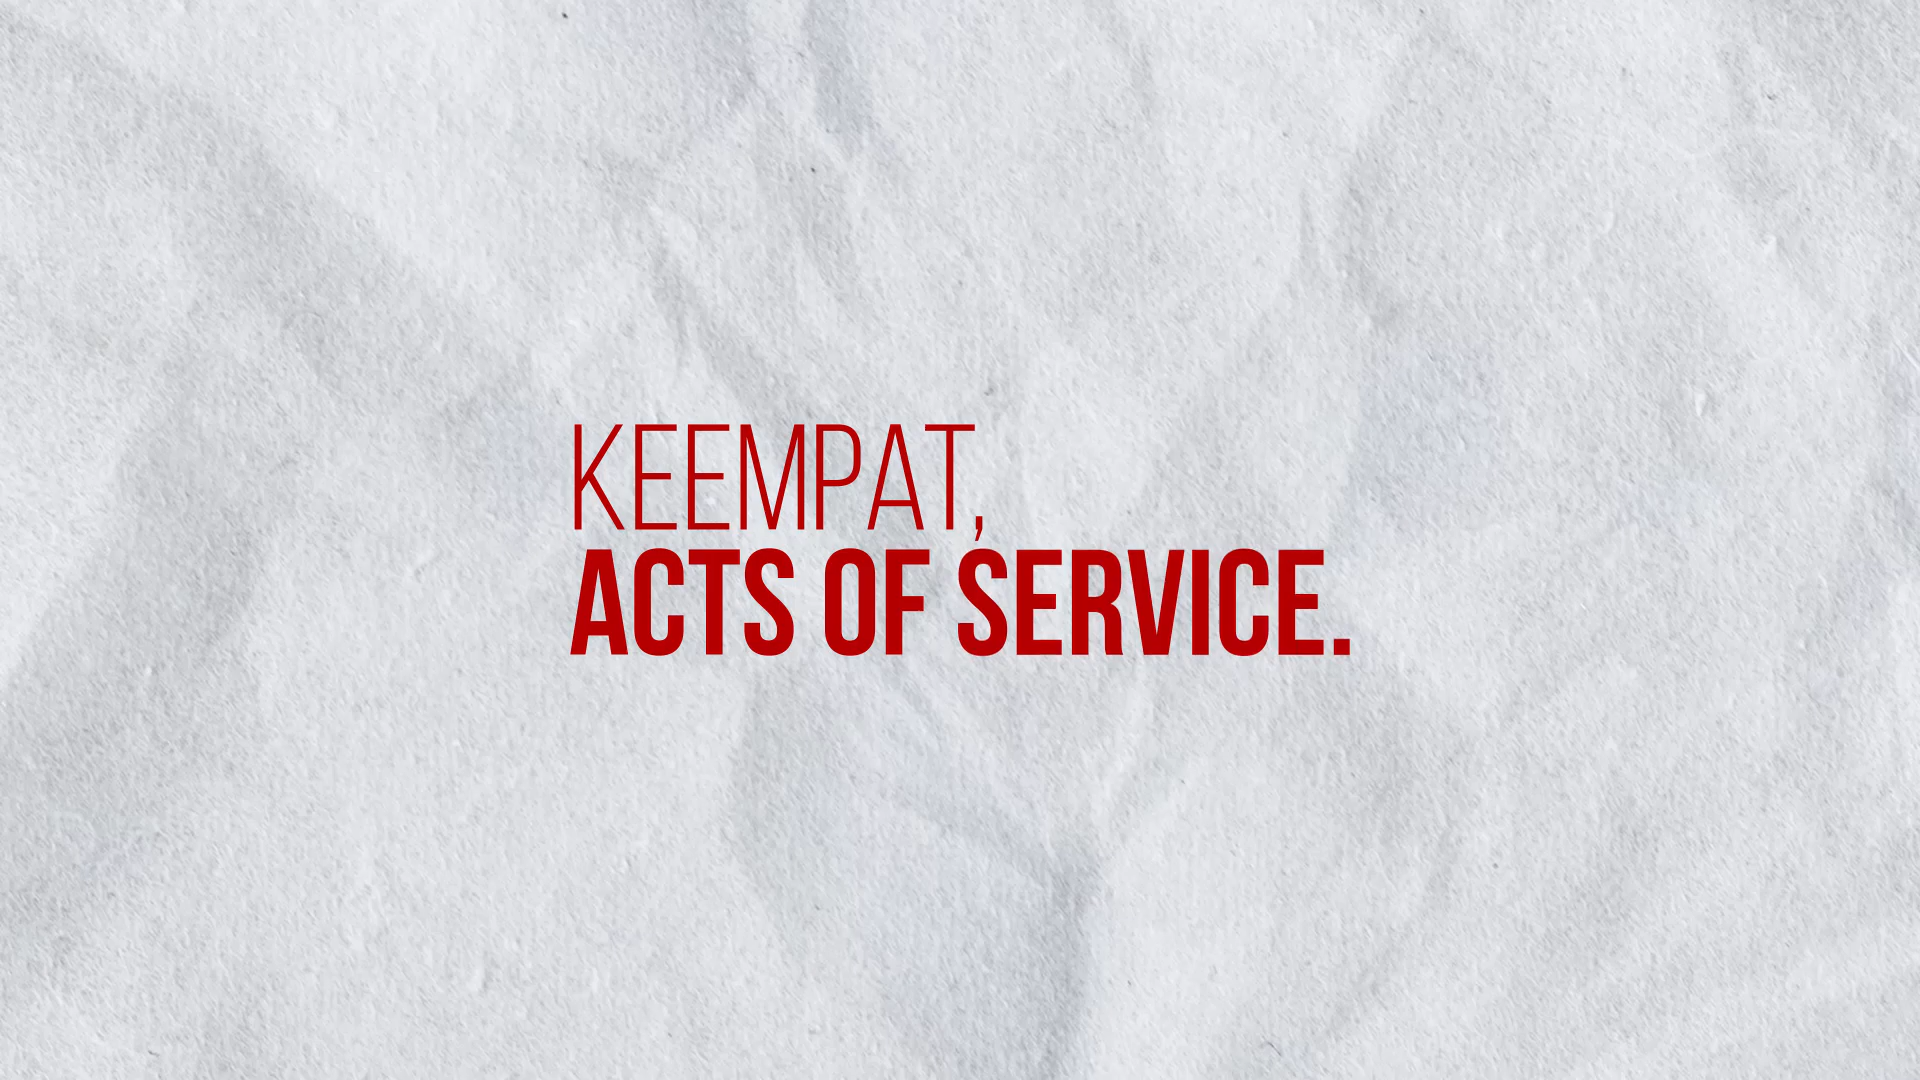 KEEMPAT,
ACTS OF SERVICE.